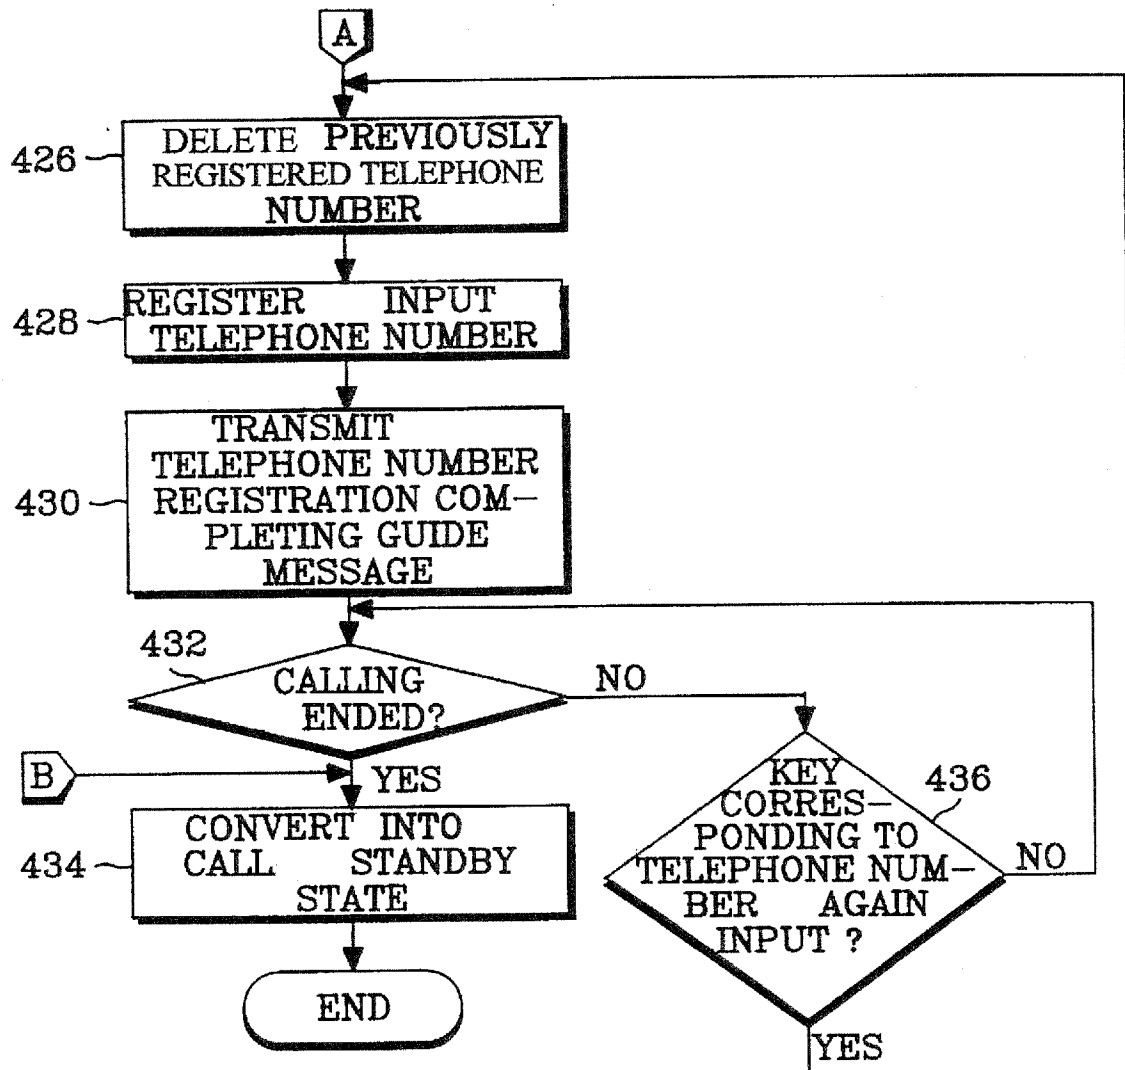 A
426
DELETE PREVIOUSLY
REGISTERED TELEPHONE
NUMBER
428
REGISTER INPUT
TELEPHONE NUMBER
430
TRANSMIT
TELEPHONE NUMBER
REGISTRATION COM-
PLETING GUIDE
MESSAGE
432
CALLING
ENDED?
NO
B
YES
434
CONVERT INTO
CALL STANDBY
STATE
END
436
KEY
CORRES-
PONDING TO
TELEPHONE NUM-
BER AGAIN
INPUT ?
NO
YES